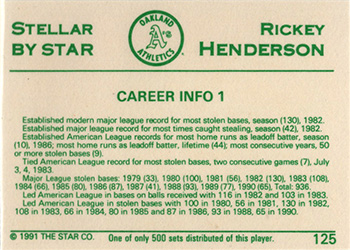 STELLAR
BY STAR
OAKLAND
A's
ATHLETICS
RICKEY
HENDERSON
CAREER INFO 1
Established modern major league record for most stolen bases, season (130), 1982.
Established major league record for most times caught stealing, season (42), 1982.
Established American League records for most home runs as leadoff batter, season
(10), 1986; most home runs as leadoff batter, lifetime (44); most consecutive years,
50 or more stolen bases (9).
Tied American League record for most stolen bases, two consecutive games (7), July
3, 4, 1983.
Major League stolen bases: 1979 (33) 1980 (100), 1981 (56), 1982 (130), 1983 (108),
1984 (66) 1985 (80), 1986 (87), 1987 (41), 1988 (93), 1989 (77), 1990 (65), Total: 936.
Led American League in bases on balls received with 116 in 1982 and 103 in 1983.
Led American League in stolen bases with 100 in 1980, 56 in 1981, 130 in 1982,
108 in 1983, 66 in 1984, 80 in 1985 and 87 in 1986, 93 in 1988, 65 in 1990.
© 1991 THE STAR CO.
One of only 500 sets distributed of this player.
125